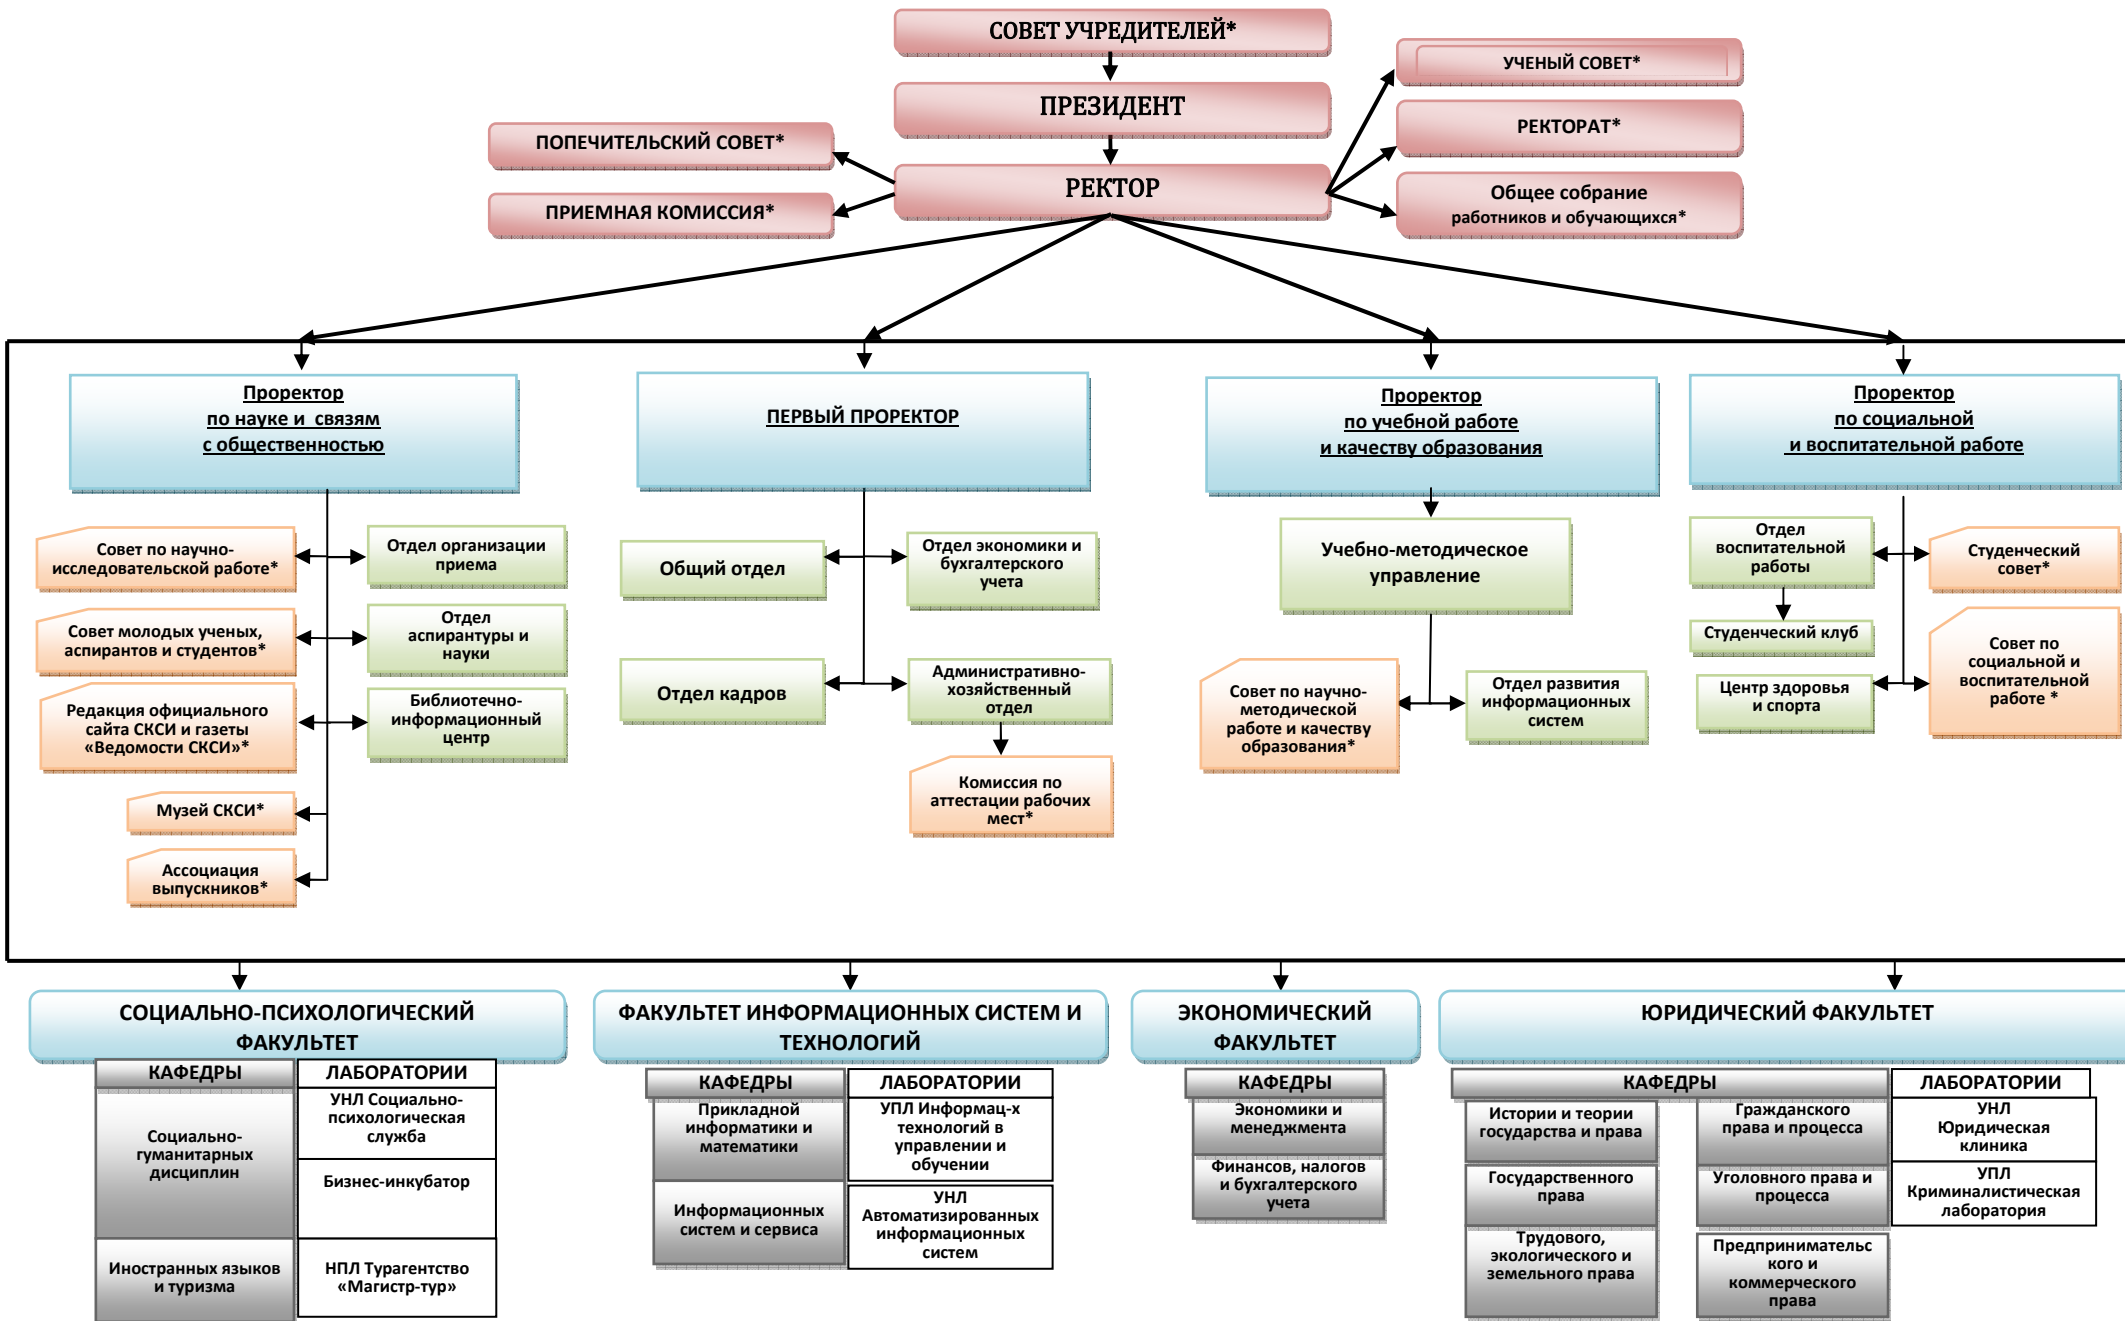 СОВЕТ УЧРЕДИТЕЛЕЙ*
УЧЕНЫЙ СОВЕТ*
ПРЕЗИДЕНТ
РЕКТОРАТ*
ПОПЕЧИТЕЛЬСКИЙ СОВЕТ*
РЕКТОР
Общее собрание
работников и обучающихся*
ПРИЕМНАЯ КОМИССИЯ*
Проректор
по науке и связям
с общественностью
ПЕРВЫЙ ПРОРЕКТОР
Проректор
по учебной работе
и качеству образования
Проректор
по социальной
и воспитательной работе
Совет по научно-
исследовательской работе*
Отдел организации
приема
Совет молодых ученых,
аспирантов и студентов*
Отдел
аспирантуры и
науки
Редакция официального
сайта СКСИ и газеты
«Ведомости СКСИ»*
Библиотечно-
информационный
центр
Музей СКСИ*
Ассоциация
выпускников*
Общий отдел
Отдел экономики и
бухгалтерского
учета
Отдел кадров
Административно-
хозяйственный
отдел
Комиссия по
аттестации рабочих
мест*
Учебно-методическое
управление
Совет по научно-
методической
работе и качеству
образования*
Отдел развития
информационных
систем
Отдел
воспитательной
работы
Студенческий
совет*
Студенческий клуб
Центр здоровья
и спорта
Совет по
социальной и
воспитательной
работе *
СОЦИАЛЬНО-ПСИХОЛОГИЧЕСКИЙ
ФАКУЛЬТЕТ
КАФЕДРЫ
ЛАБОРАТОРИИ
Социально-
гуманитарных
дисциплин
УНЛ Социально-
психологическая
служба
Бизнес-инкубатор
Иностранных языков
и туризма
НПЛ Турагентство
«Магистр-тур»
ФАКУЛЬТЕТ ИНФОРМАЦИОННЫХ СИСТЕМ И
ТЕХНОЛОГИЙ
КАФЕДРЫ
ЛАБОРАТОРИИ
Прикладной
информатики и
математики
УПЛ Информац-х
технологий в
управлении и
обучении
Информационных
систем и сервиса
УНЛ
Автоматизированных
информационных
систем
ЭКОНОМИЧЕСКИЙ
ФАКУЛЬТЕТ
КАФЕДРЫ
Экономики и
менеджмента
Финансов, налогов
и бухгалтерского
учета
ЮРИДИЧЕСКИЙ ФАКУЛЬТЕТ
КАФЕДРЫ
ЛАБОРАТОРИИ
Истории и теории
государства и права
Гражданского
права и процесса
УНЛ
Юридическая
клиника
Государственного
права
Уголовного права и
процесса
УПЛ
Криминалистическая
лаборатория
Трудового,
экологического и
земельного права
Предпринимательс
кого и
коммерческого
права